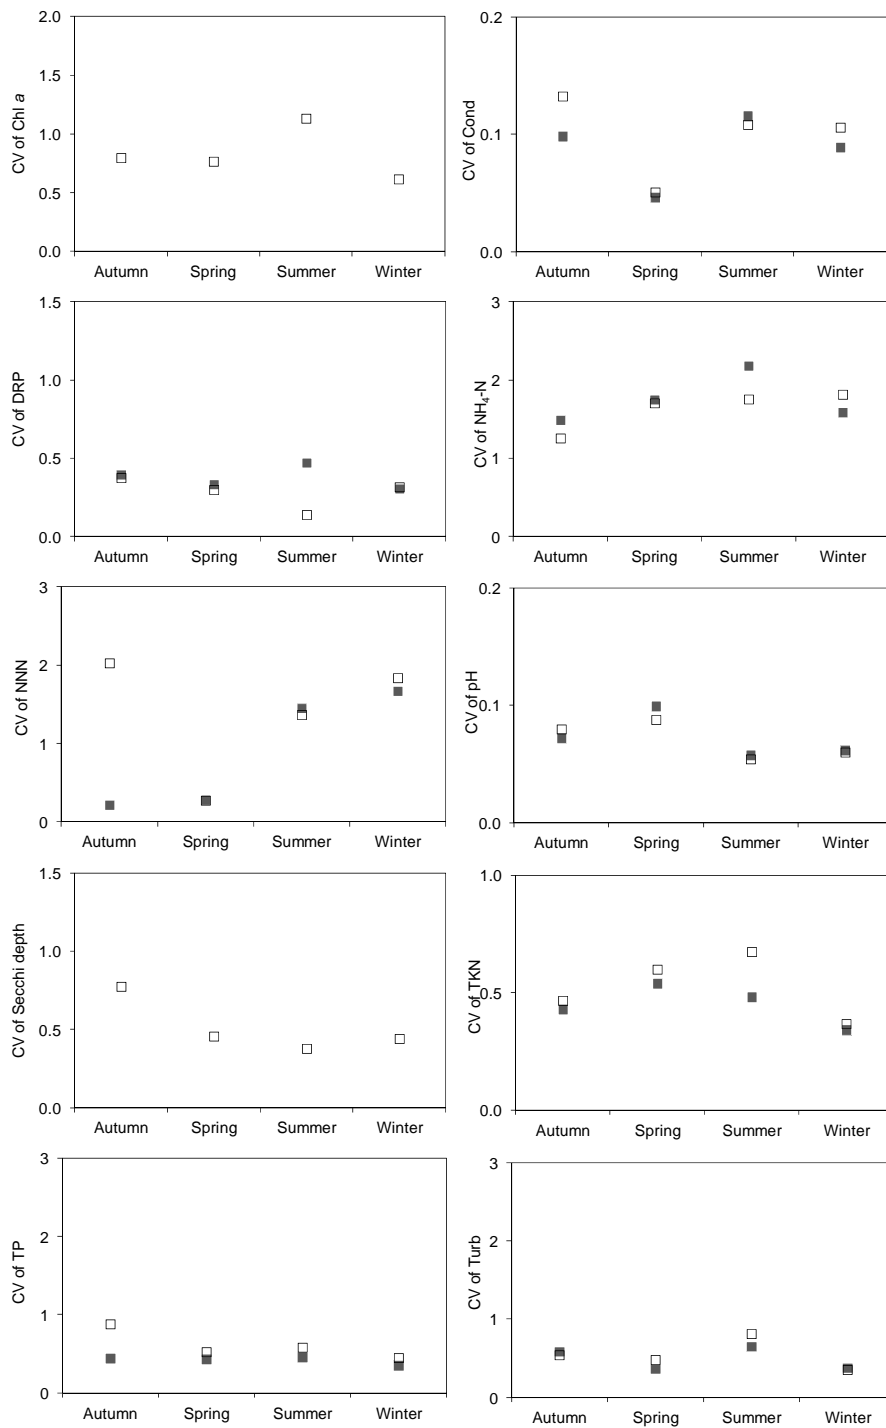 CV of Chl a
2.0
1.5
1.0
0.5
0.0
Autumn Spring Summer Winter
CV of Cond
0.2
0.1
0.0
Autumn Spring Summer Winter
CV of DRP
1.5
1.0
0.5
0.0
Autumn Spring Summer Winter
CV of NH₄-N
3
2
1
0
Autumn Spring Summer Winter
CV of NNN
3
2
1
0
Autumn Spring Summer Winter
CV of pH
0.2
0.1
0.0
Autumn Spring Summer Winter
CV of Secchi depth
1.5
1.0
0.5
0.0
Autumn Spring Summer Winter
CV of TKN
1.0
0.5
0.0
Autumn Spring Summer Winter
CV of TP
3
2
1
0
Autumn Spring Summer Winter
CV of Turb
3
2
1
0
Autumn Spring Summer Winter